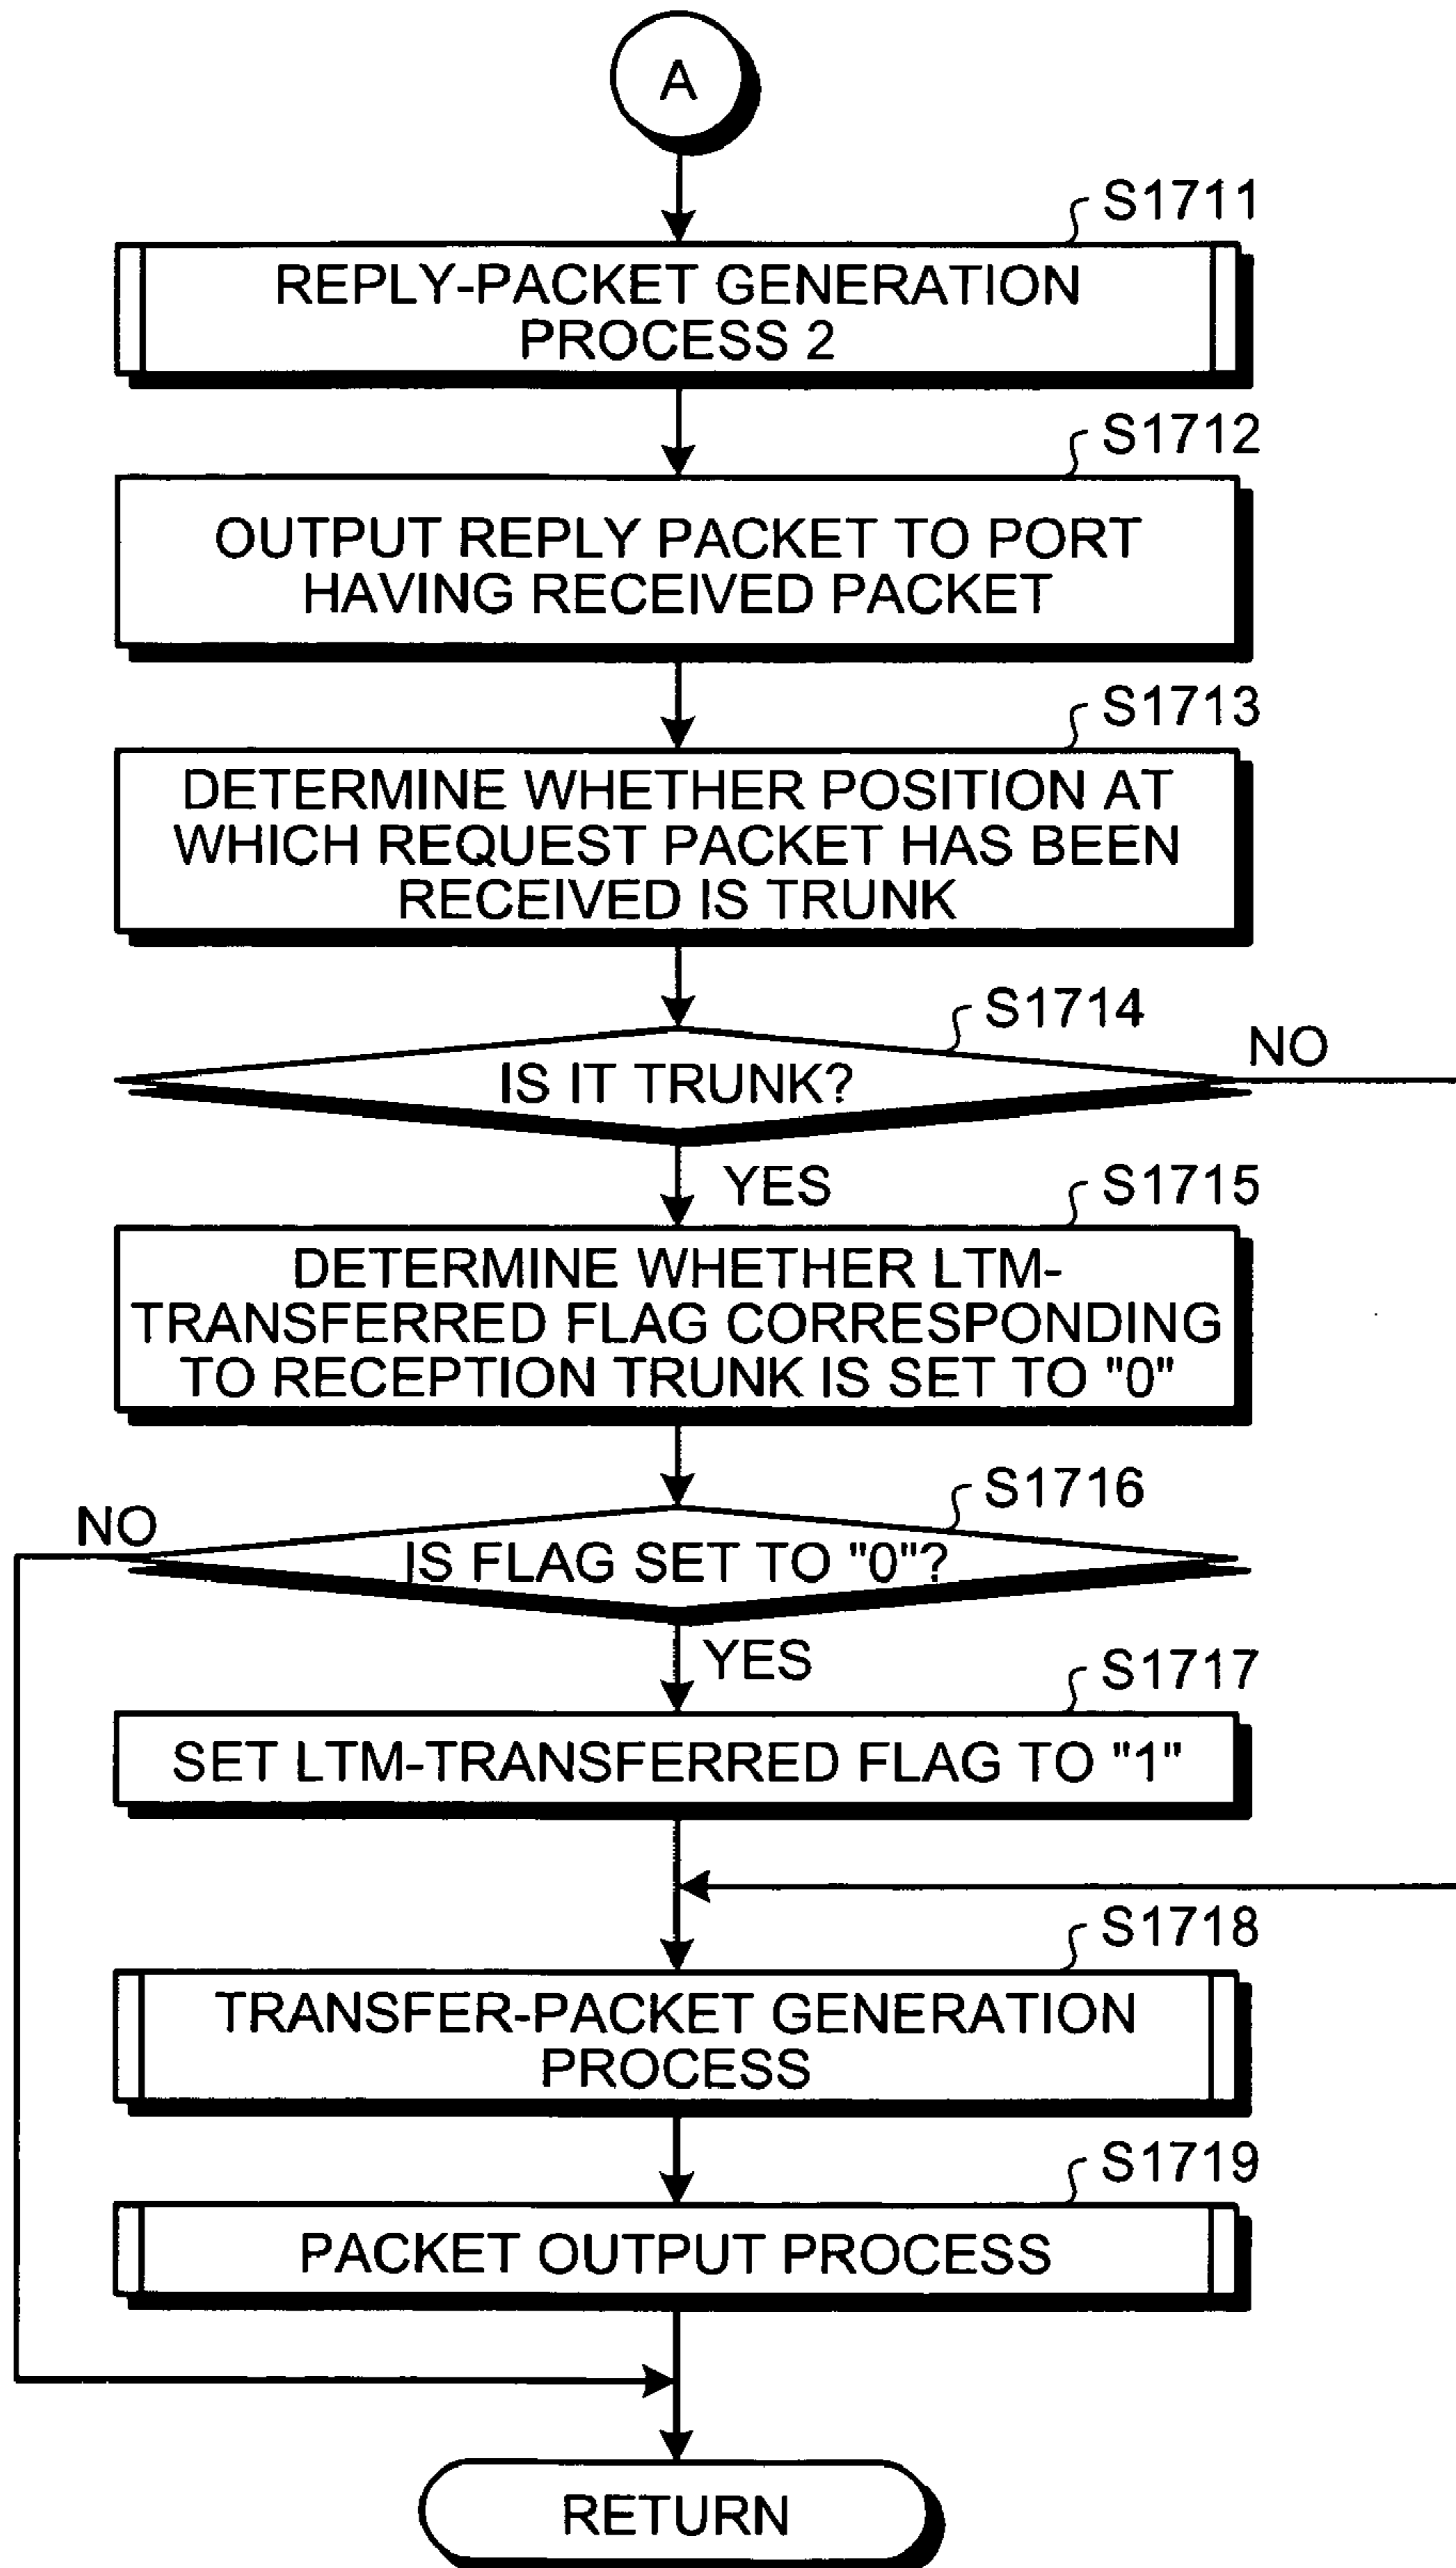 A
S1711
REPLY-PACKET GENERATION
PROCESS 2
S1712
OUTPUT REPLY PACKET TO PORT
HAVING RECEIVED PACKET
S1713
DETERMINE WHETHER POSITION AT
WHICH REQUEST PACKET HAS BEEN
RECEIVED IS TRUNK
S1714
IS IT TRUNK?
NO
YES
S1715
DETERMINE WHETHER LTM-
TRANSFERRED FLAG CORRESPONDING
TO RECEPTION TRUNK IS SET TO "0"
S1716
NO
IS FLAG SET TO "0"?
YES
S1717
SET LTM-TRANSFERRED FLAG TO "1"
S1718
TRANSFER-PACKET GENERATION
PROCESS
S1719
PACKET OUTPUT PROCESS
RETURN